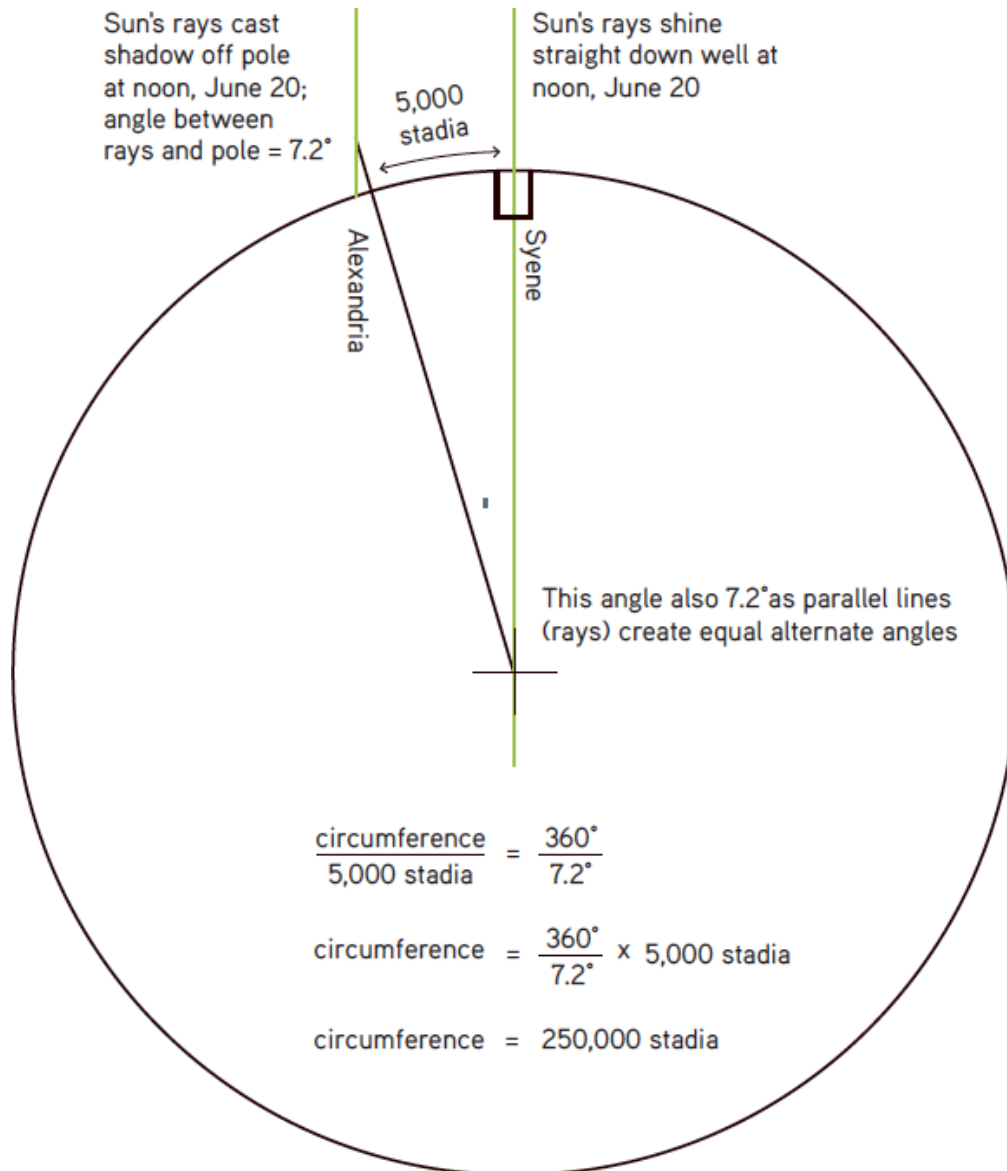 Sun's rays cast
shadow off pole
at noon, June 20;
angle between
rays and pole = 7.2°
5,000
stadia
Sun's rays shine
straight down well at
noon, June 20
Alexandria
Syene
This angle also 7.2°as parallel lines
(rays) create equal alternate angles
circumference / 5,000 stadia = 360° / 7.2°
circumference = 360° / 7.2° x 5,000 stadia
circumference = 250,000 stadia